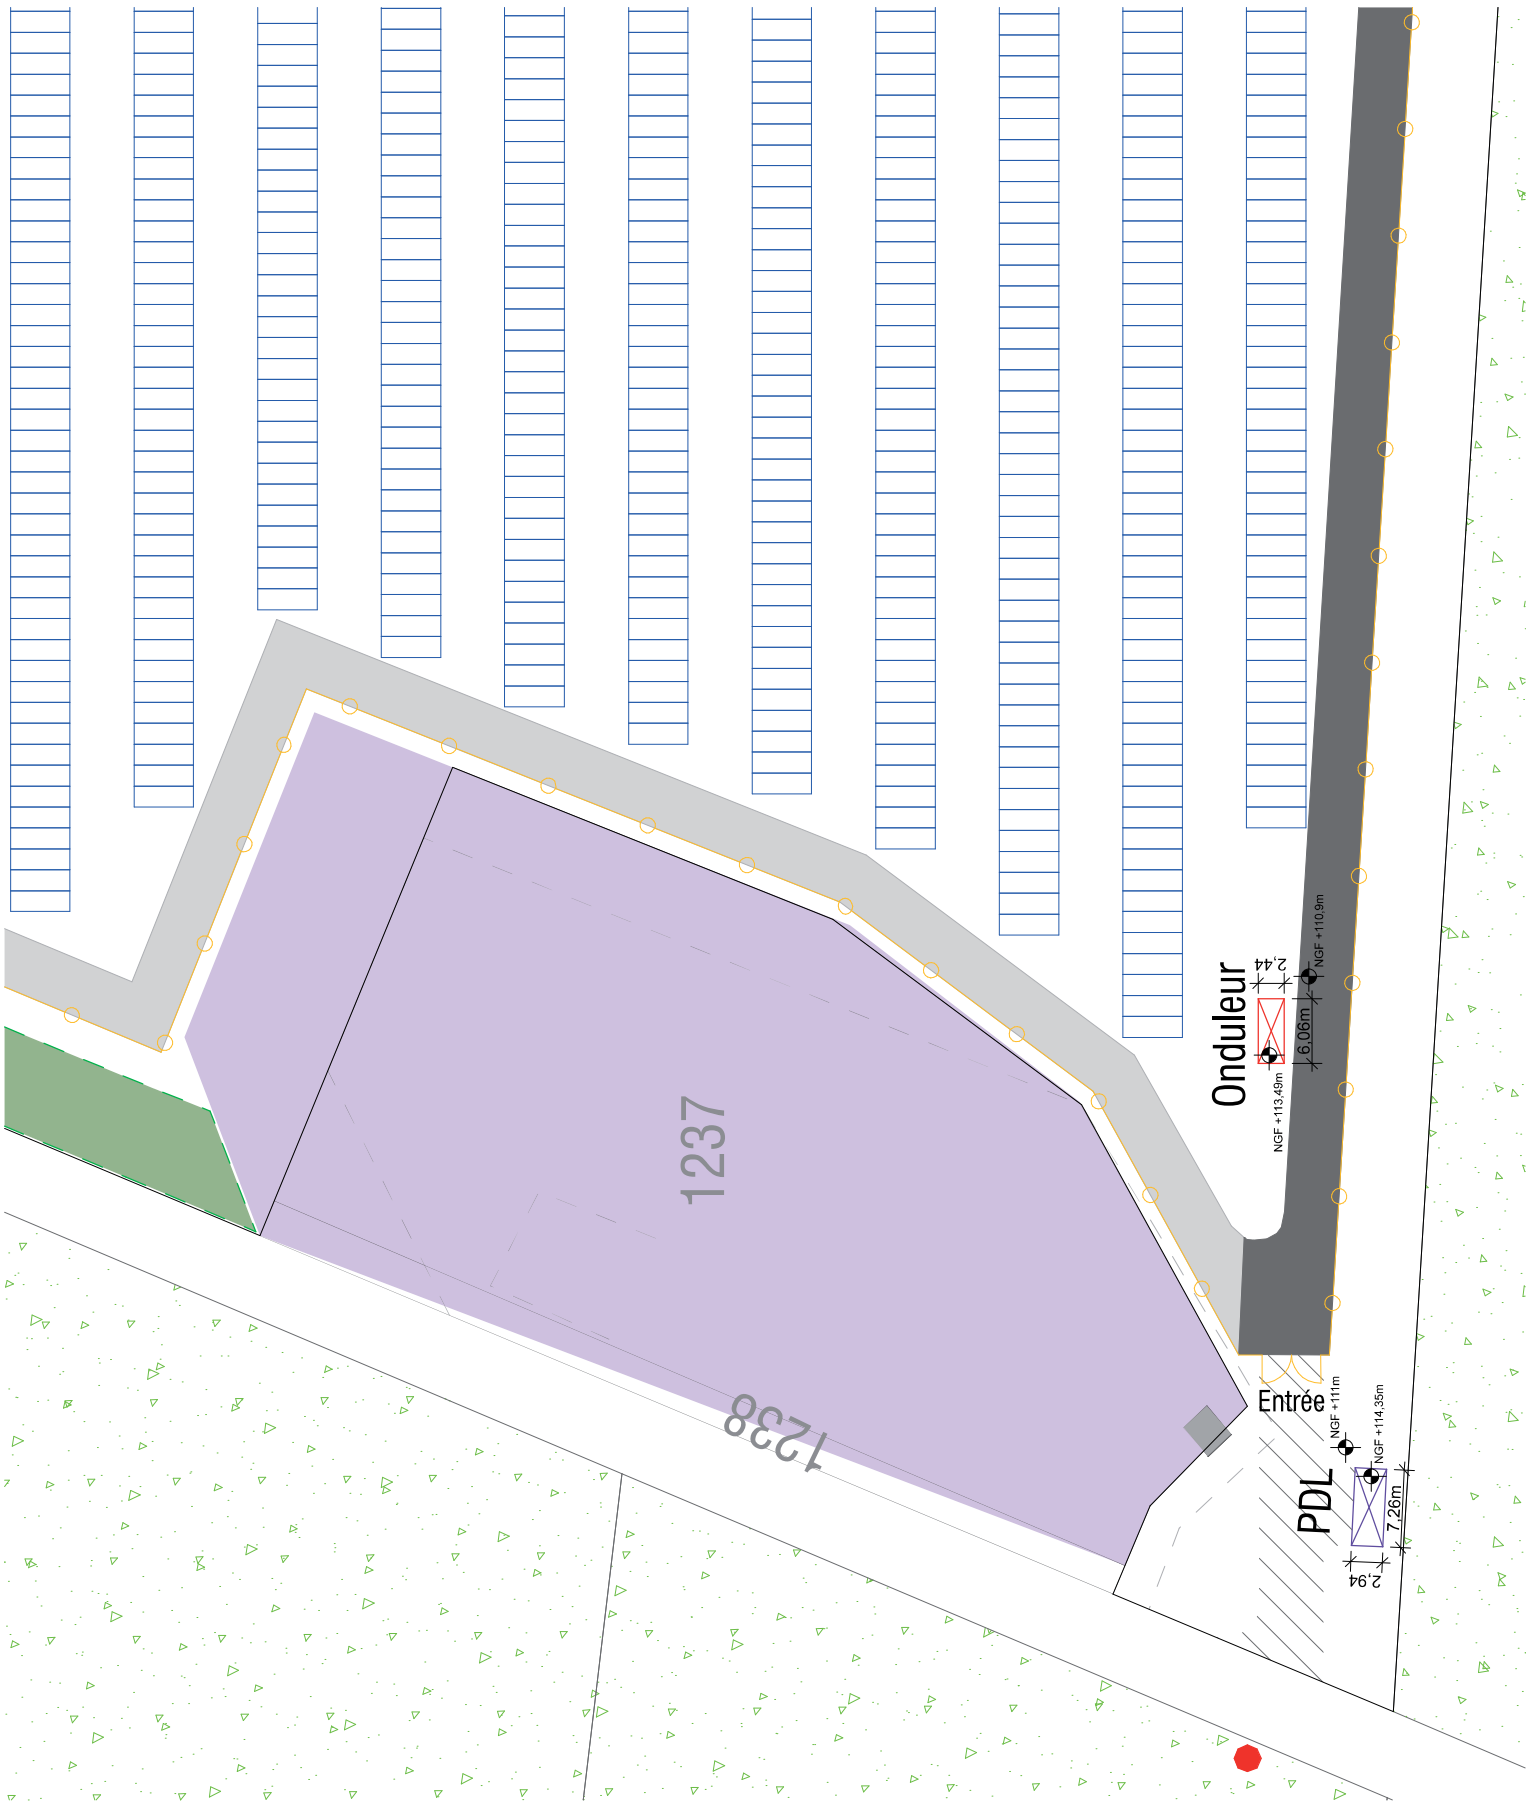 2,44
NGF +110,9m
Onduleur
6,06m
NGF +113,49m
1237
1238
Entrée
NGF +111m
NGF +114,35m
PDL
7,26m
2,94